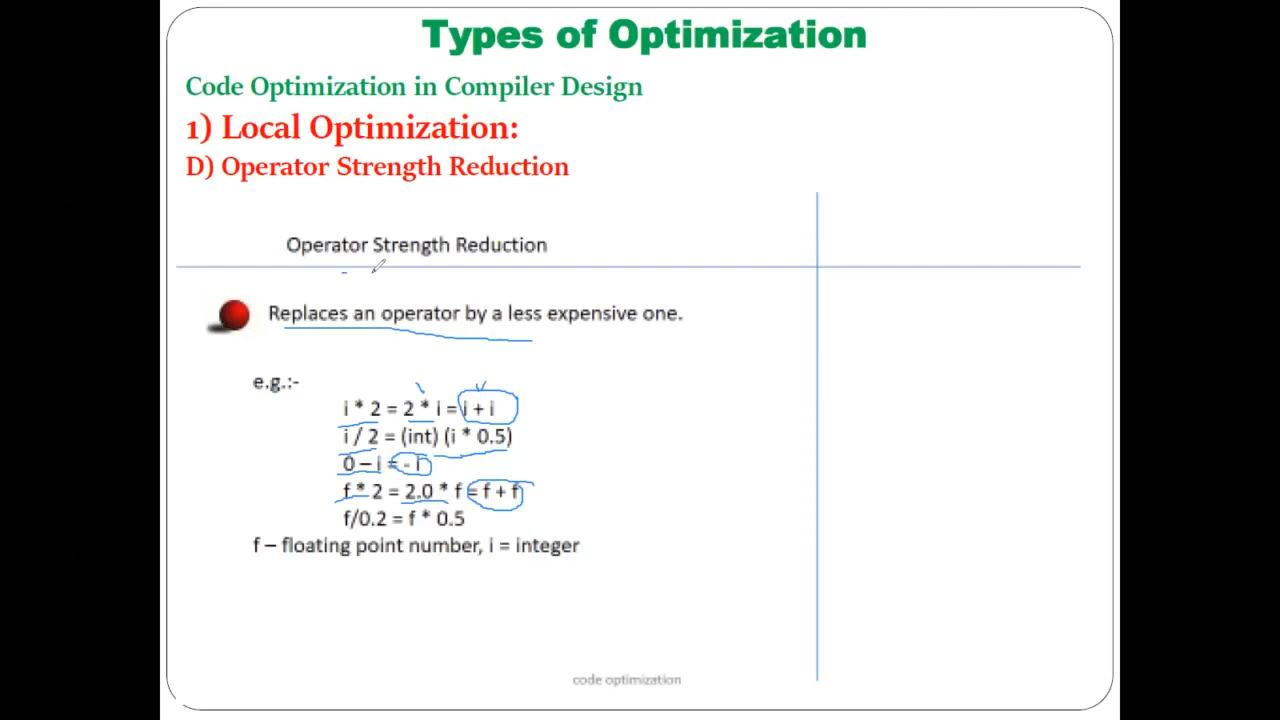 Types of Optimization
Code Optimization in Compiler Design
1) Local Optimization:
D) Operator Strength Reduction
Operator Strength Reduction
Replaces an operator by a less expensive one.
e.g.:-
i * 2 = 2 * i = i + i
i / 2 = (int) (i * 0.5)
0 – i = - i
f * 2 = 2.0 * f = f + f
f/0.2 = f * 0.5
f – floating point number, i = integer
code optimization